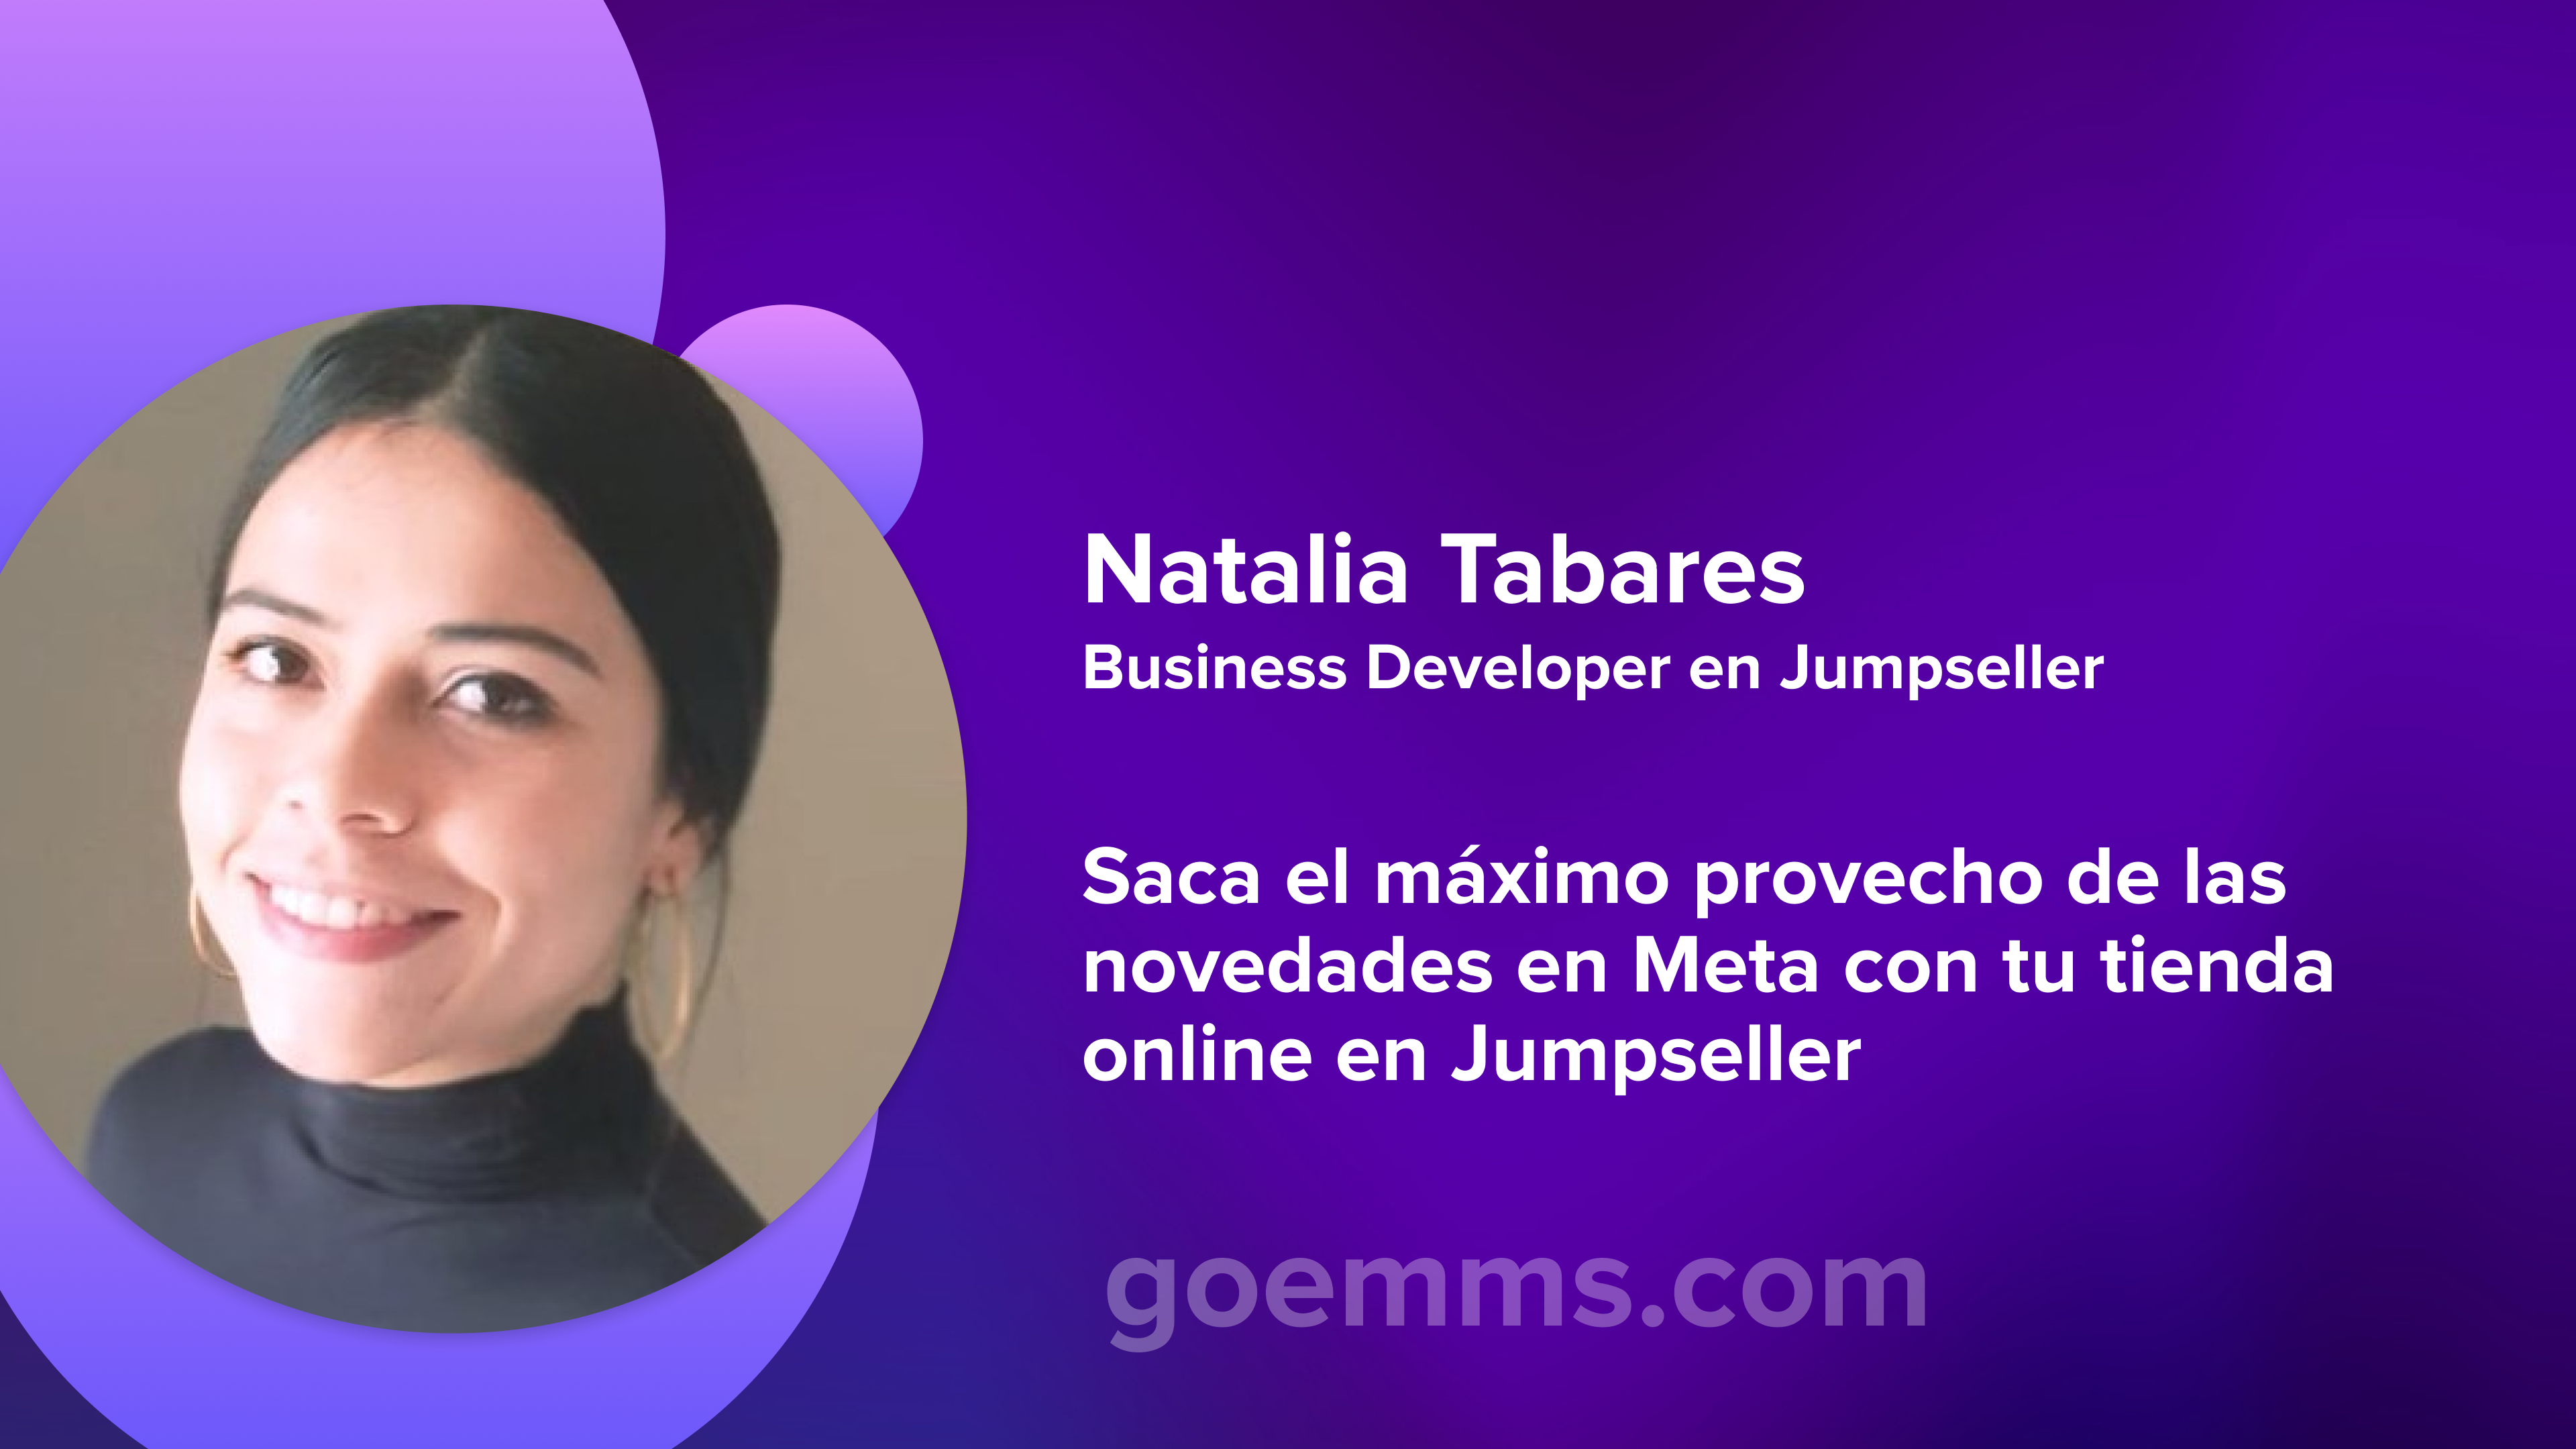 Natalia Tabares
Business Developer en Jumpseller
Saca el máximo provecho de las
novedades en Meta con tu tienda
online en Jumpseller
goemms.com